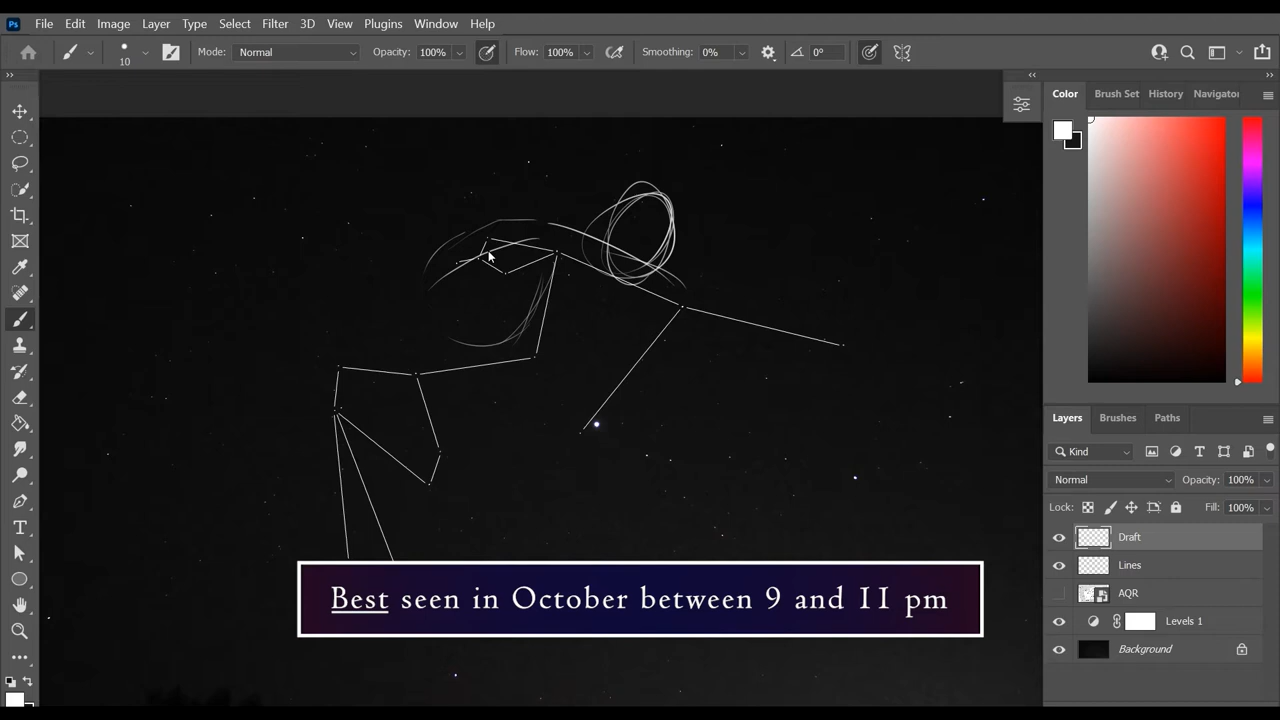 Ps File Edit Image Layer Type Select Filter 3D View Plugins Window Help
10 Mode: Normal Opacity: 100% Flow: 100% Smoothing: 0% 0°
Color Brush Set History Navigator
Layers Brushes Paths
Kind
Normal Opacity: 100%
Lock: Fill: 100%
Draft
Lines
AQR
Levels 1
Background
Best seen in October between 9 and 11 pm